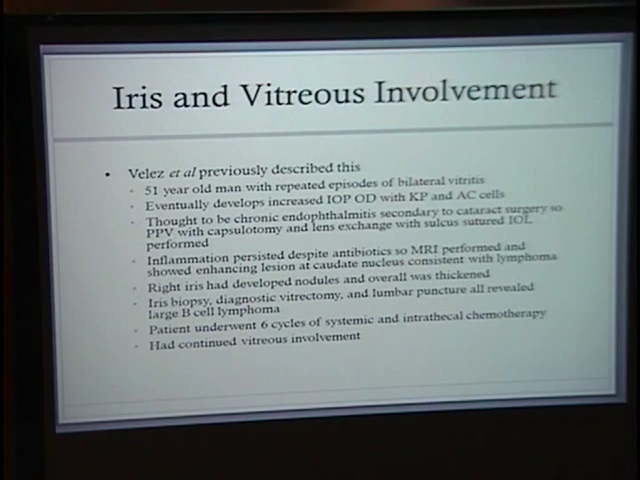 Iris and Vitreous Involvement
• Velez et al previously described this
• 51 year old man with repeated episodes of bilateral vitritis
• Eventually develops increased IOP OD with KP and AC cells
• Thought to be chronic endophthalmitis secondary to cataract surgery so
PPV with capsulotomy and lens exchange with sulcus sutured IOL
performed
• Inflammation persisted despite antibiotics so MRI performed and
showed enhancing lesion at caudate nucleus consistent with lymphoma
• Right iris had developed nodules and overall was thickened
• Iris biopsy, diagnostic vitrectomy, and lumbar puncture all revealed
large B cell lymphoma
• Patient underwent 6 cycles of systemic and intrathecal chemotherapy
• Had continued vitreous involvement